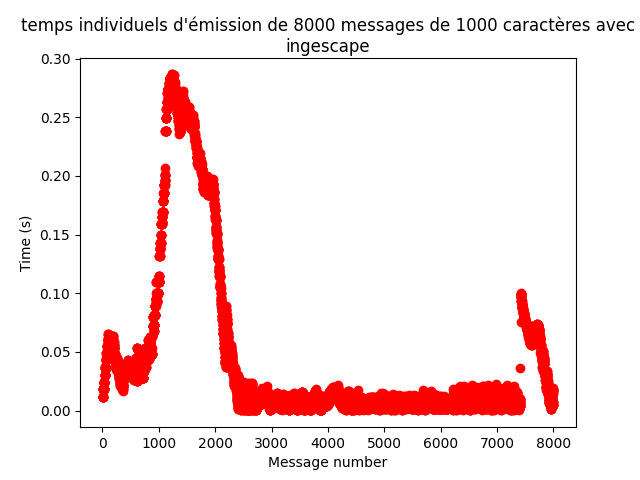 temps individuels d'émission de 8000 messages de 1000 caractères avec
ingescape
0.30
0.25
0.20
0.15
0.10
0.05
0.00
Time (s)
0 1000 2000 3000 4000 5000 6000 7000 8000
Message number